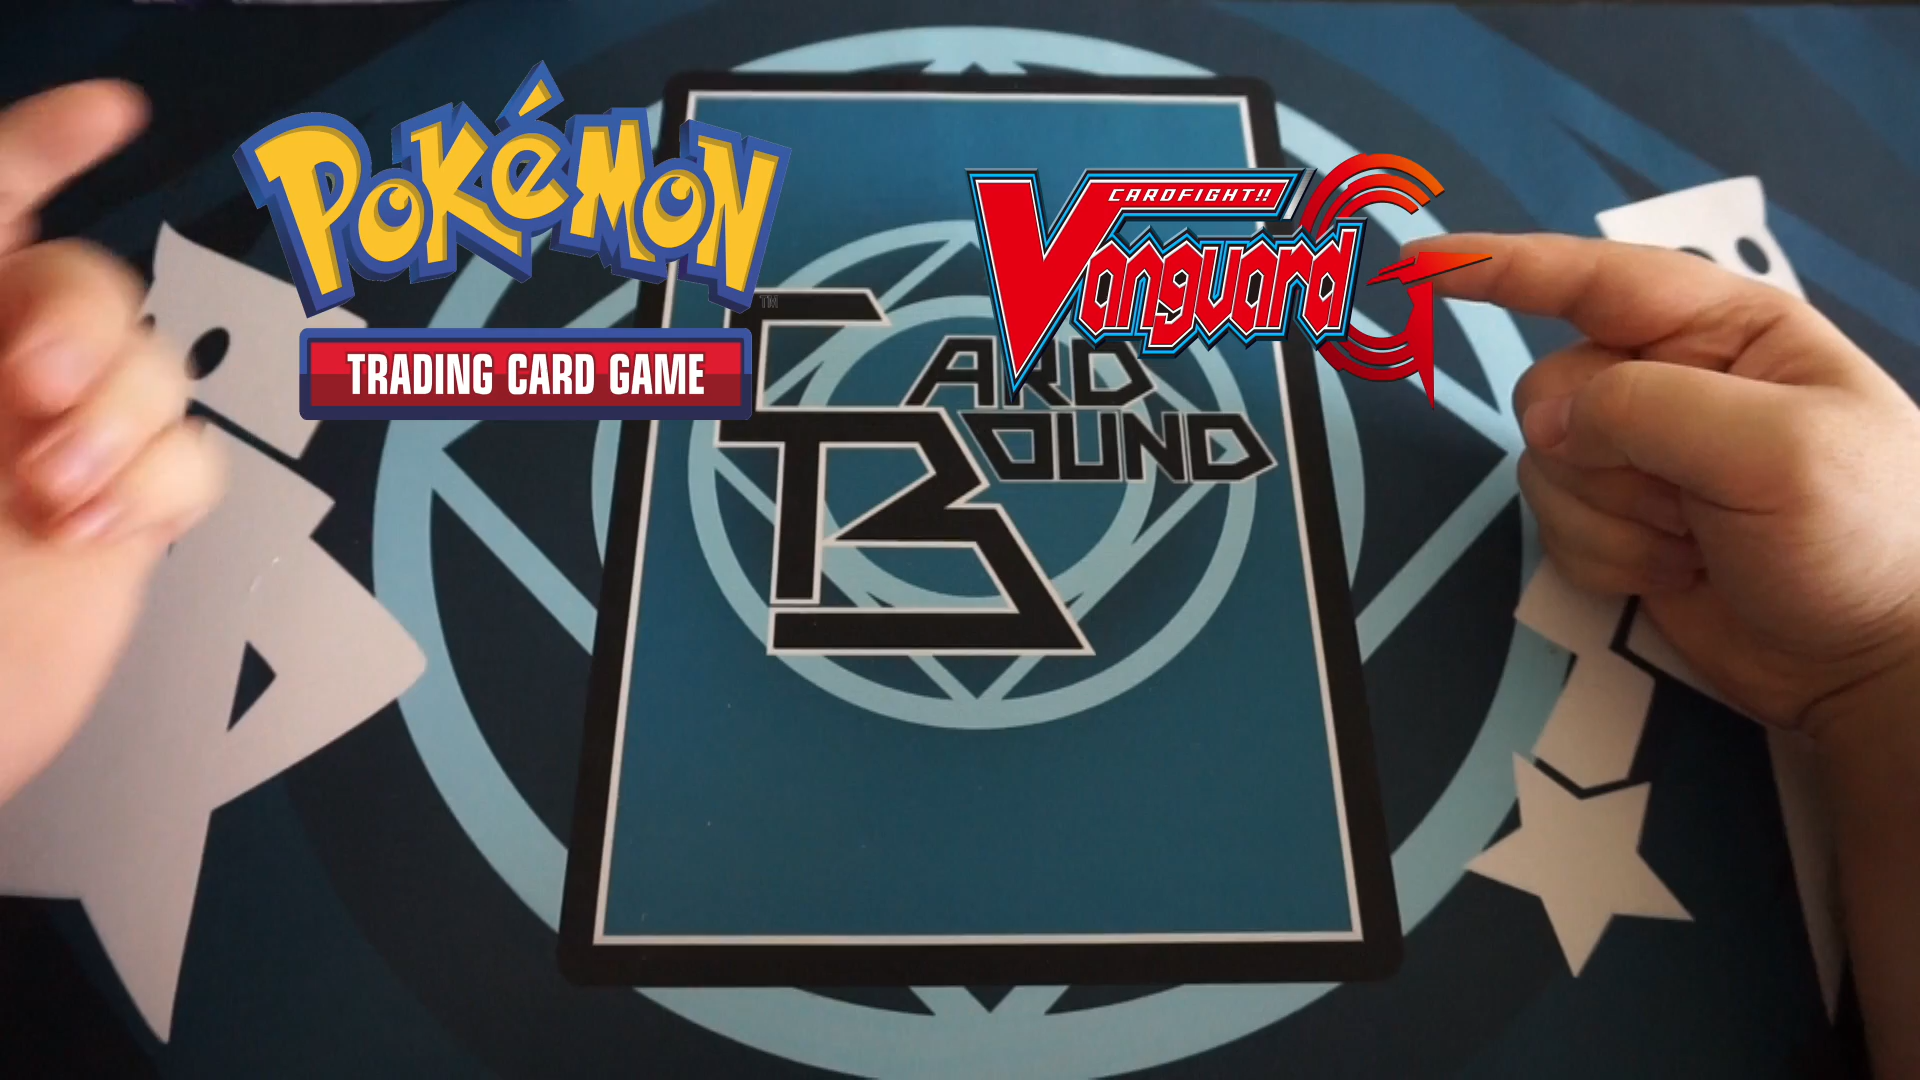 POKéMON
TM
TRADING CARD GAME
CARDFIGHT!!
Vanguard G
CARD
BOUND